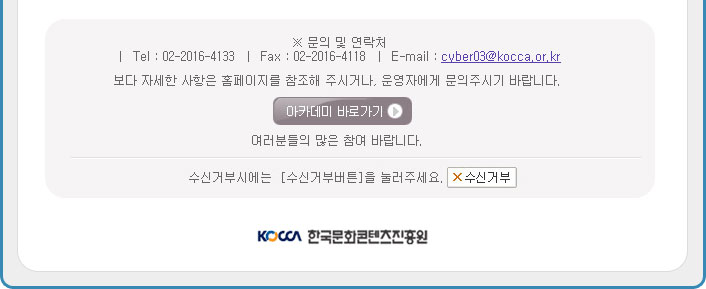 ※ 문의 및 연락처
| Tel : 02-2016-4133 | Fax : 02-2016-4118 | E-mail : cyber03@kocca.or.kr
보다 자세한 사항은 홈페이지를 참조해 주시거나, 운영자에게 문의주시기 바랍니다.
아카데미 바로가기
여러분들의 많은 참여 바랍니다.
수신거부시에는 [수신거부버튼]을 눌러주세요. 수신거부
KOCCA 한국문화콘텐츠진흥원